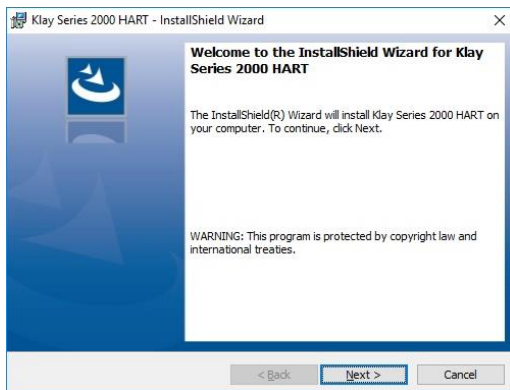 Klay Series 2000 HART - InstallShield Wizard
Welcome to the InstallShield Wizard for Klay
Series 2000 HART
The InstallShield(R) Wizard will install Klay Series 2000 HART on
your computer. To continue, click Next.
WARNING: This program is protected by copyright law and
international treaties.
< Back Next > Cancel